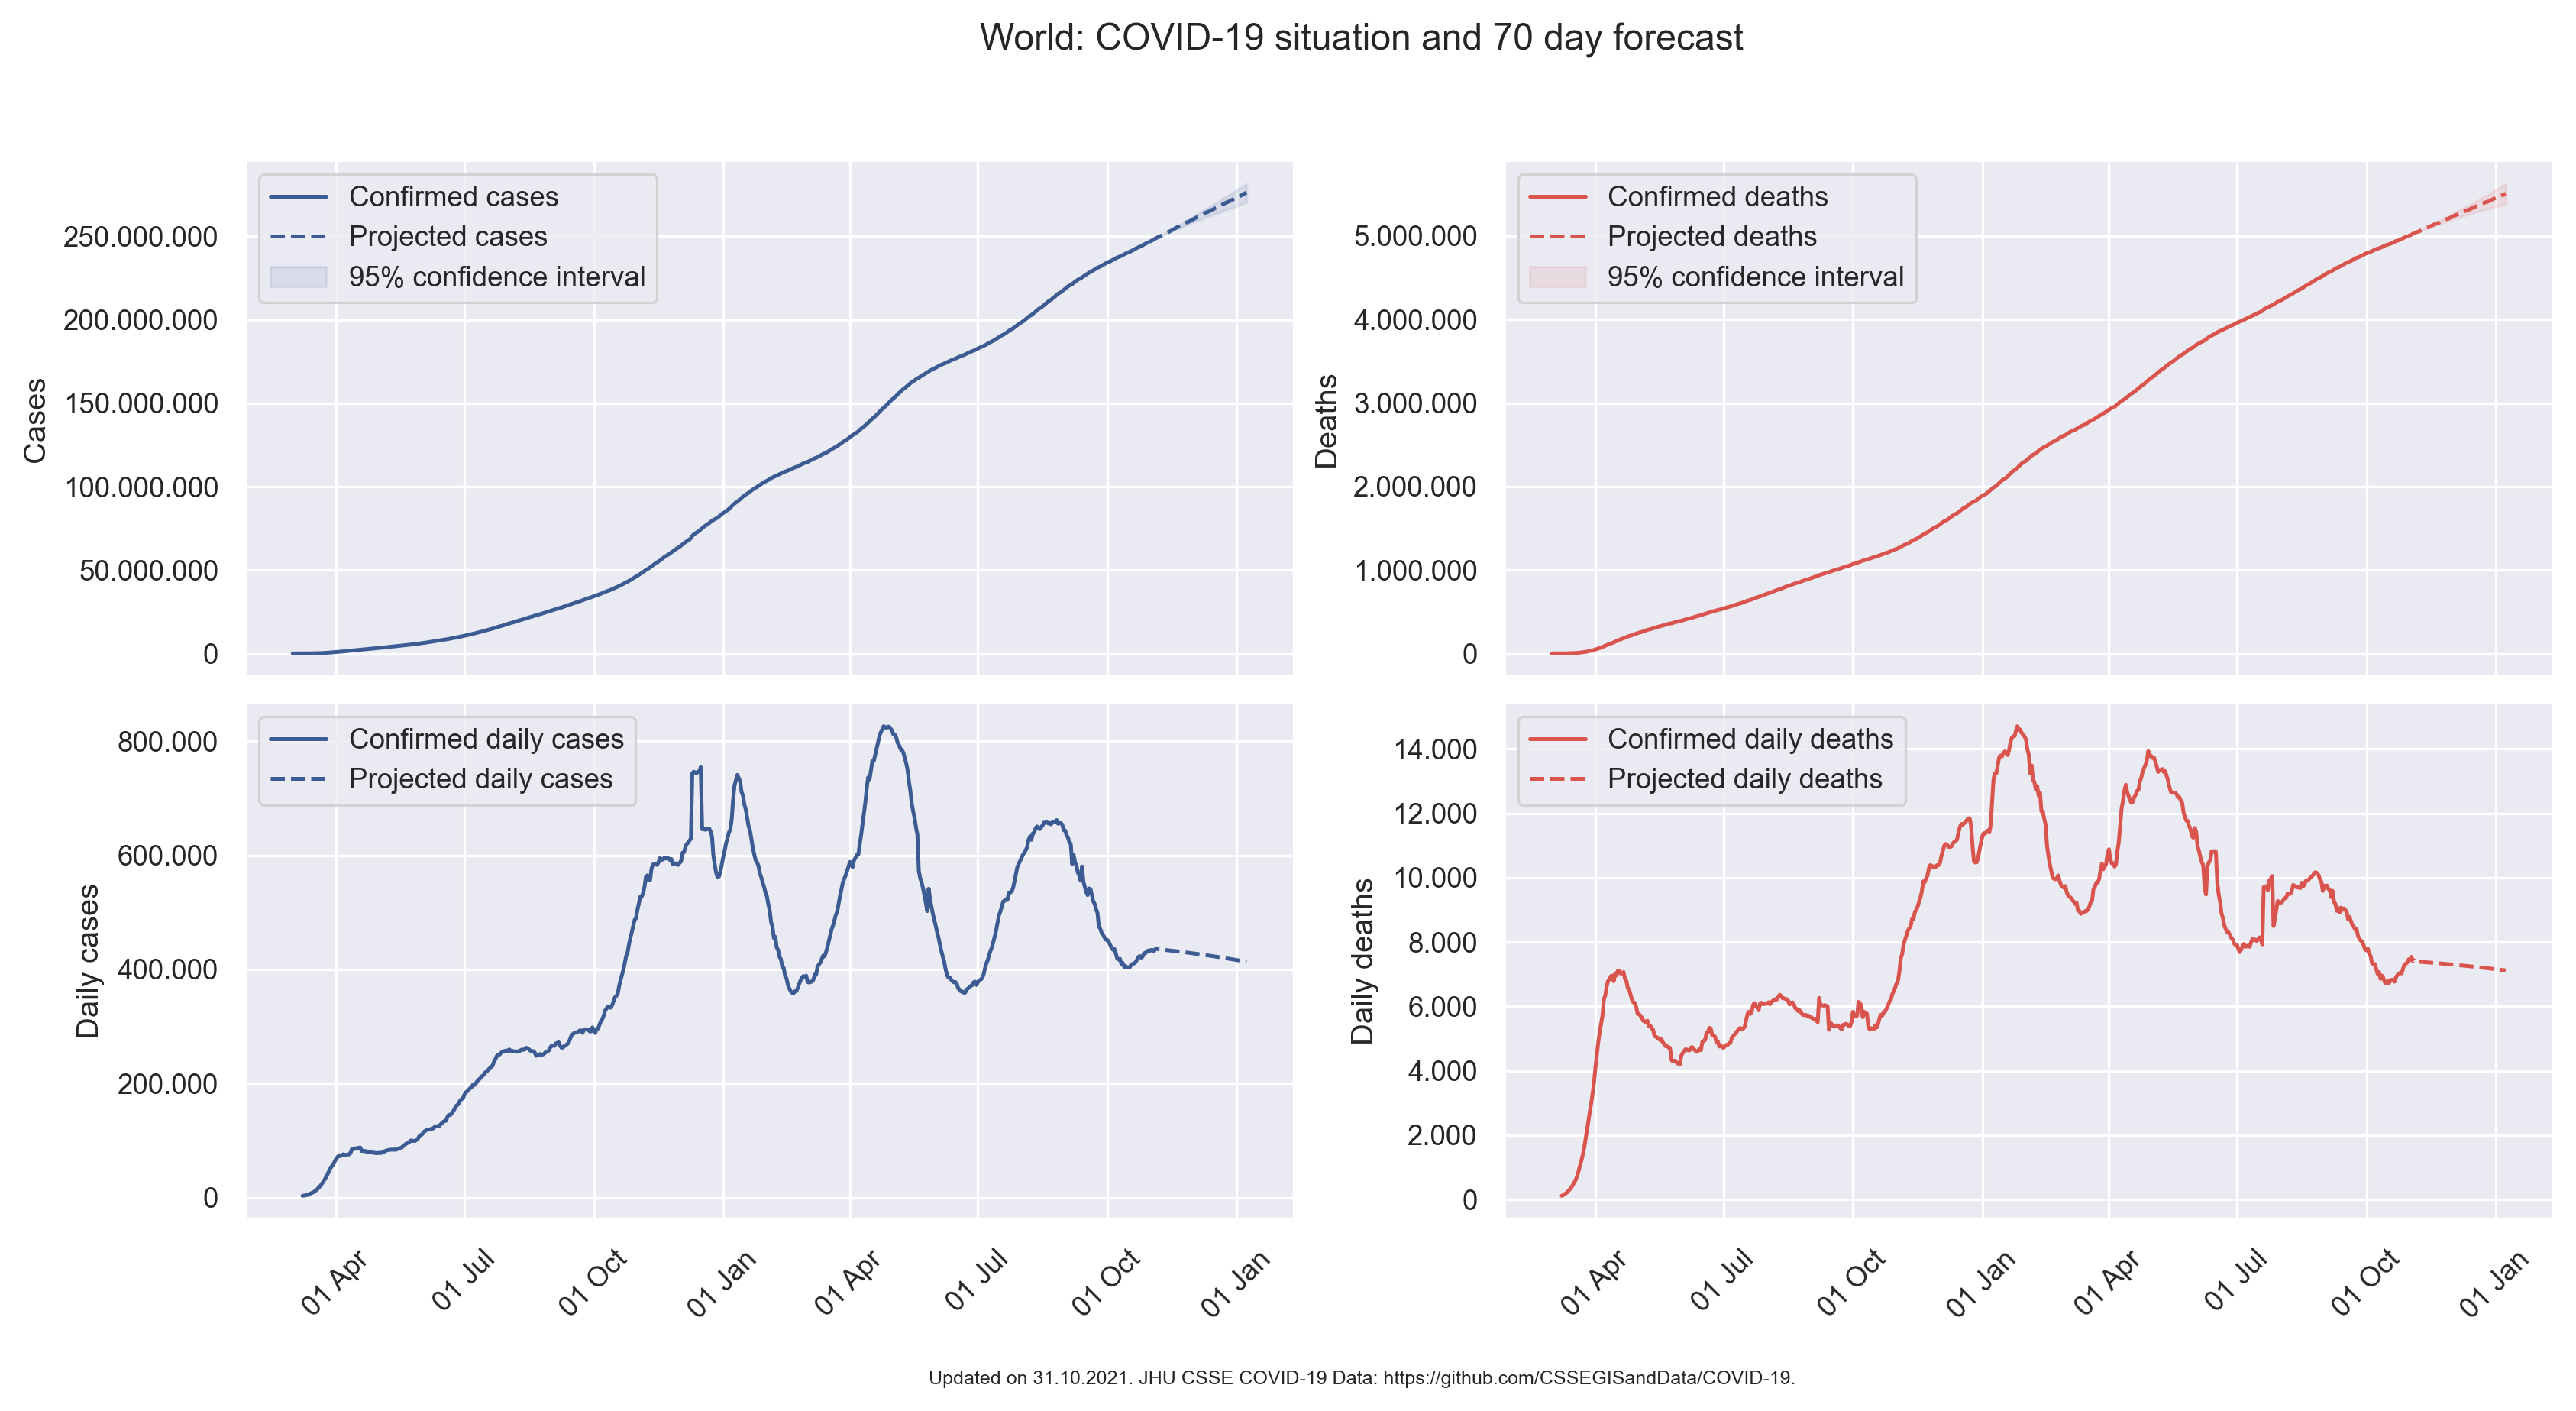 World: COVID-19 situation and 70 day forecast
Confirmed cases
Projected cases
95% confidence interval
Cases
250.000.000
200.000.000
150.000.000
100.000.000
50.000.000
0
Confirmed deaths
Projected deaths
95% confidence interval
Deaths
5.000.000
4.000.000
3.000.000
2.000.000
1.000.000
0
Confirmed daily cases
Projected daily cases
Daily cases
800.000
600.000
400.000
200.000
0
01 Apr
01 Jul
01 Oct
01 Jan
01 Apr
01 Jul
01 Oct
01 Jan
Confirmed daily deaths
Projected daily deaths
Daily deaths
14.000
12.000
10.000
8.000
6.000
4.000
2.000
0
01 Apr
01 Jul
01 Oct
01 Jan
01 Apr
01 Jul
01 Oct
01 Jan
Updated on 31.10.2021. JHU CSSE COVID-19 Data: https://github.com/CSSEGISandData/COVID-19.